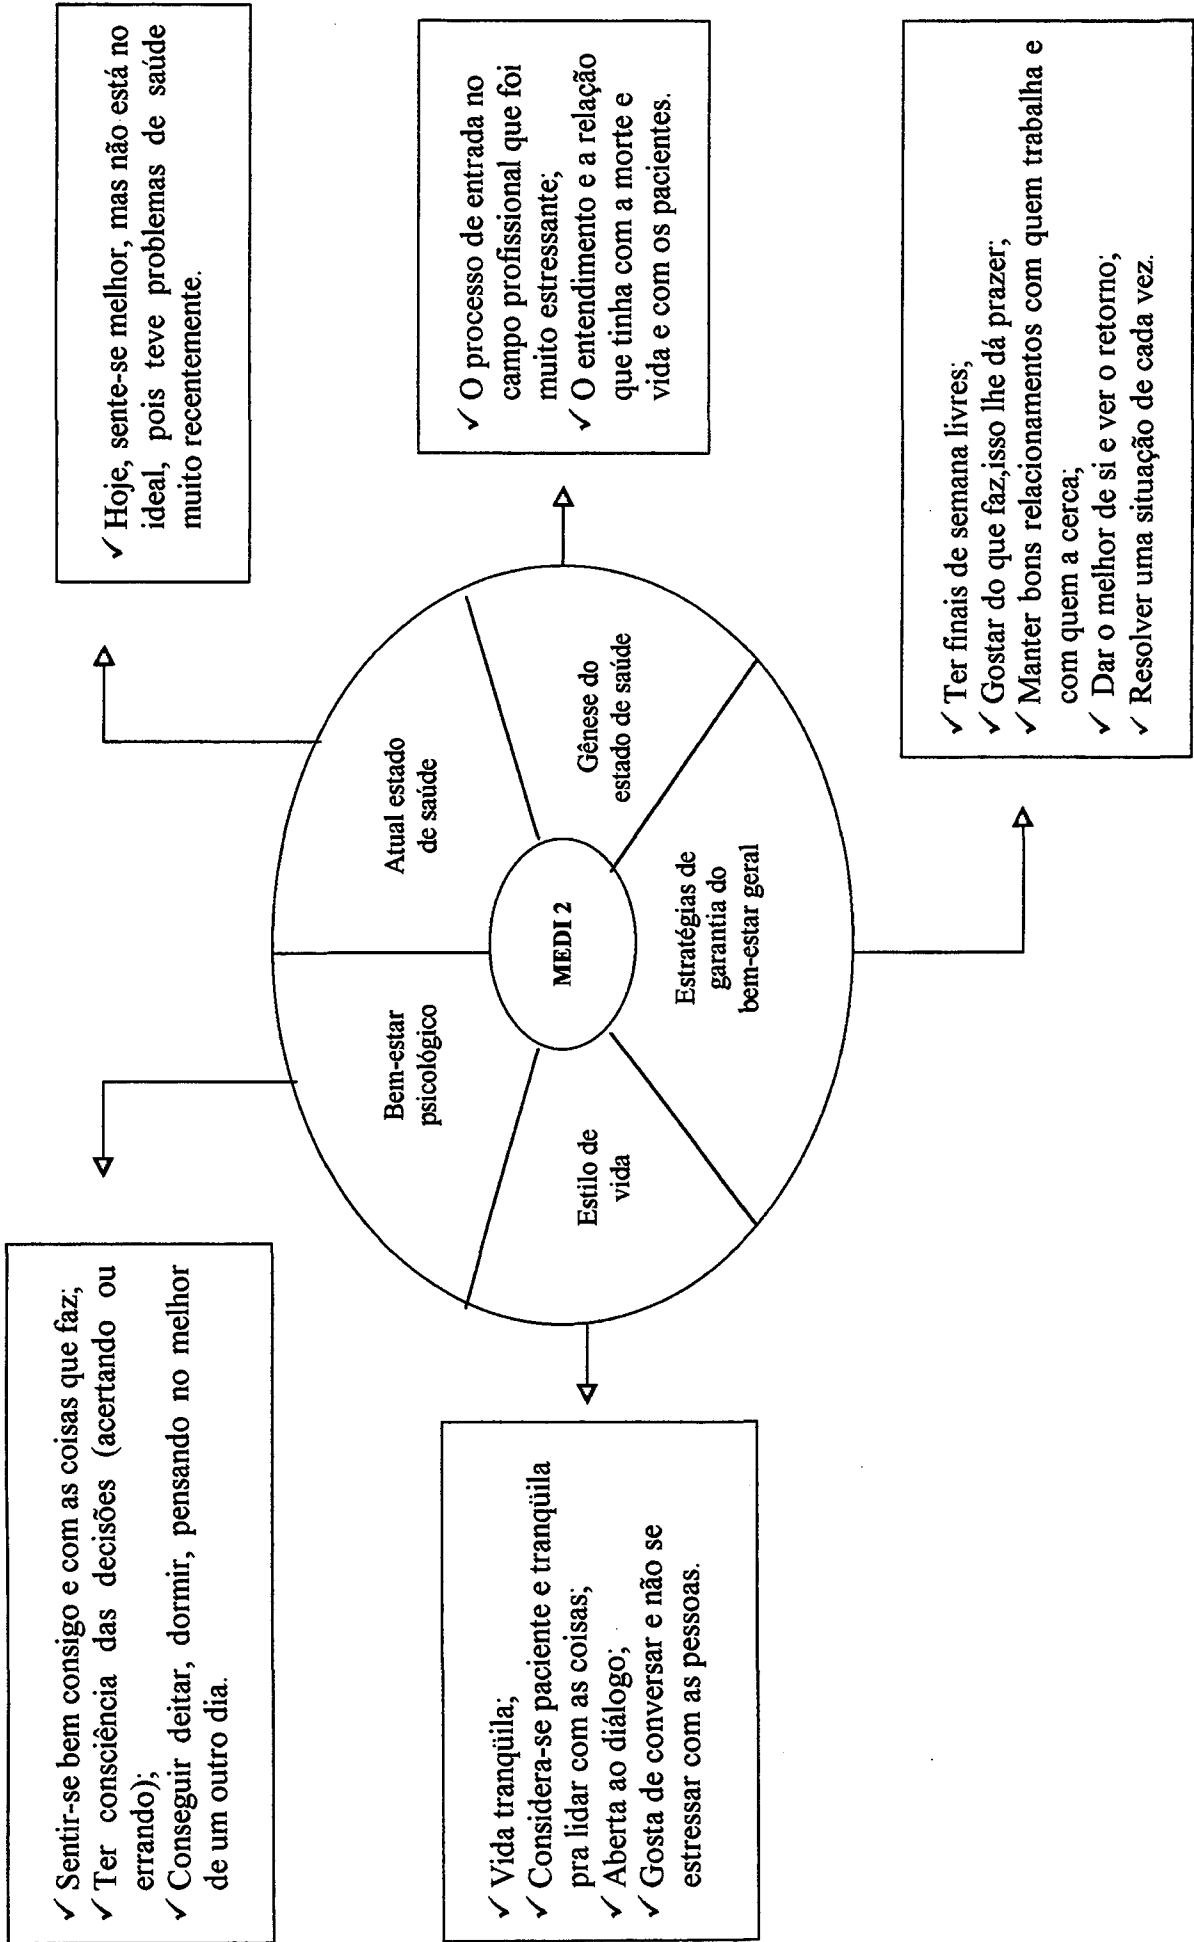 ✓ Sentir-se bem consigo e com as coisas que faz;
✓ Ter consciência das decisões (acertando ou
errando);
✓ Conseguir deitar, dormir, pensando no melhor
de um outro dia.
✓ Hoje, sente-se melhor, mas não está no
ideal, pois teve problemas de saúde
muito recentemente.
Bem-estar
psicológico
Atual estado
de saúde
✓ Vida tranqüila;
✓ Considera-se paciente e tranqüila
pra lidar com as coisas;
✓ Aberta ao diálogo;
✓ Gosta de conversar e não se
estressar com as pessoas.
Estilo de
vida
MEDI 2
Gênese do
estado de saúde
✓ O processo de entrada no
campo profissional que foi
muito estressante;
✓ O entendimento e a relação
que tinha com a morte e
vida e com os pacientes.
Estratégias de
garantia do
bem-estar geral
✓ Ter finais de semana livres;
✓ Gostar do que faz,isso lhe dá prazer;
✓ Manter bons relacionamentos com quem trabalha e
com quem a cerca;
✓ Dar o melhor de si e ver o retorno;
✓ Resolver uma situação de cada vez.